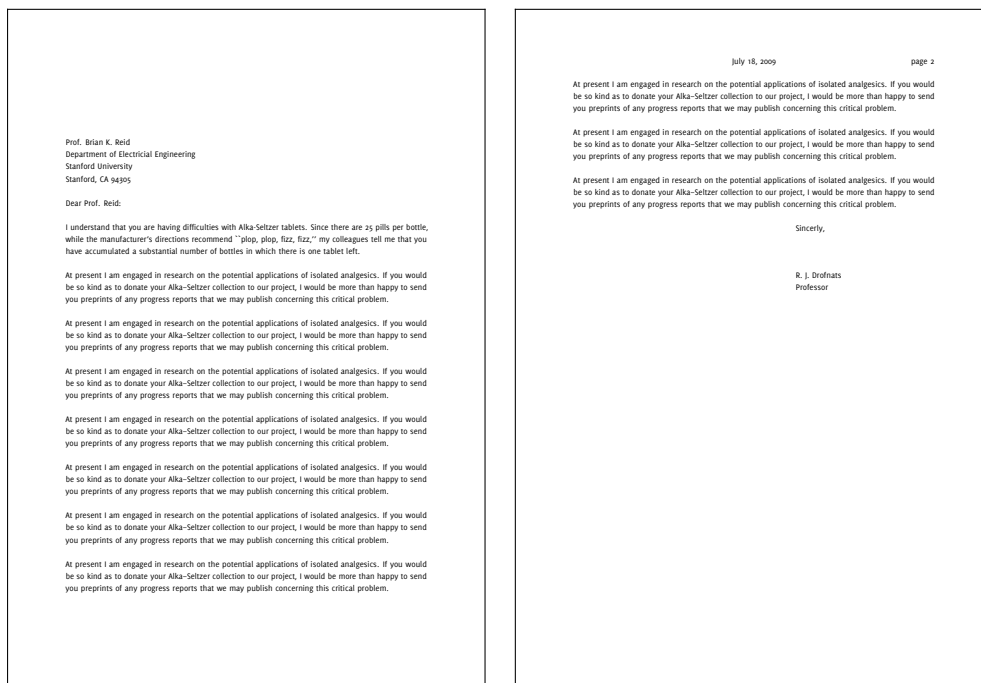 Prof. Brian K. Reid
Department of Electricial Engineering
Stanford University
Stanford, CA 94305
Dear Prof. Reid:
I understand that you are having difficulties with Alka-Seltzer tablets. Since there are 25 pills per bottle,
while the manufacturer's directions recommend ``plop, plop, fizz, fizz,'' my colleagues tell me that you
have accumulated a substantial number of bottles in which there is one tablet left.
At present I am engaged in research on the potential applications of isolated analgesics. If you would
be so kind as to donate your Alka–Seltzer collection to our project, I would be more than happy to send
you preprints of any progress reports that we may publish concerning this critical problem.
At present I am engaged in research on the potential applications of isolated analgesics. If you would
be so kind as to donate your Alka–Seltzer collection to our project, I would be more than happy to send
you preprints of any progress reports that we may publish concerning this critical problem.
At present I am engaged in research on the potential applications of isolated analgesics. If you would
be so kind as to donate your Alka–Seltzer collection to our project, I would be more than happy to send
you preprints of any progress reports that we may publish concerning this critical problem.
At present I am engaged in research on the potential applications of isolated analgesics. If you would
be so kind as to donate your Alka–Seltzer collection to our project, I would be more than happy to send
you preprints of any progress reports that we may publish concerning this critical problem.
At present I am engaged in research on the potential applications of isolated analgesics. If you would
be so kind as to donate your Alka–Seltzer collection to our project, I would be more than happy to send
you preprints of any progress reports that we may publish concerning this critical problem.
At present I am engaged in research on the potential applications of isolated analgesics. If you would
be so kind as to donate your Alka–Seltzer collection to our project, I would be more than happy to send
you preprints of any progress reports that we may publish concerning this critical problem.
At present I am engaged in research on the potential applications of isolated analgesics. If you would
be so kind as to donate your Alka–Seltzer collection to our project, I would be more than happy to send
you preprints of any progress reports that we may publish concerning this critical problem.
July 18, 2009 page 2
At present I am engaged in research on the potential applications of isolated analgesics. If you would
be so kind as to donate your Alka–Seltzer collection to our project, I would be more than happy to send
you preprints of any progress reports that we may publish concerning this critical problem.
At present I am engaged in research on the potential applications of isolated analgesics. If you would
be so kind as to donate your Alka–Seltzer collection to our project, I would be more than happy to send
you preprints of any progress reports that we may publish concerning this critical problem.
At present I am engaged in research on the potential applications of isolated analgesics. If you would
be so kind as to donate your Alka–Seltzer collection to our project, I would be more than happy to send
you preprints of any progress reports that we may publish concerning this critical problem.
Sincerly,
R. J. Drofnats
Professor